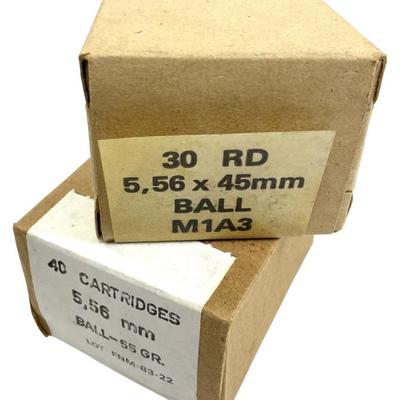 30 RD
5,56 x 45mm
BALL
M1A3
40 CARTRIDGES
5,56 mm
BALL-55 GR.
LOT FNM-83-22